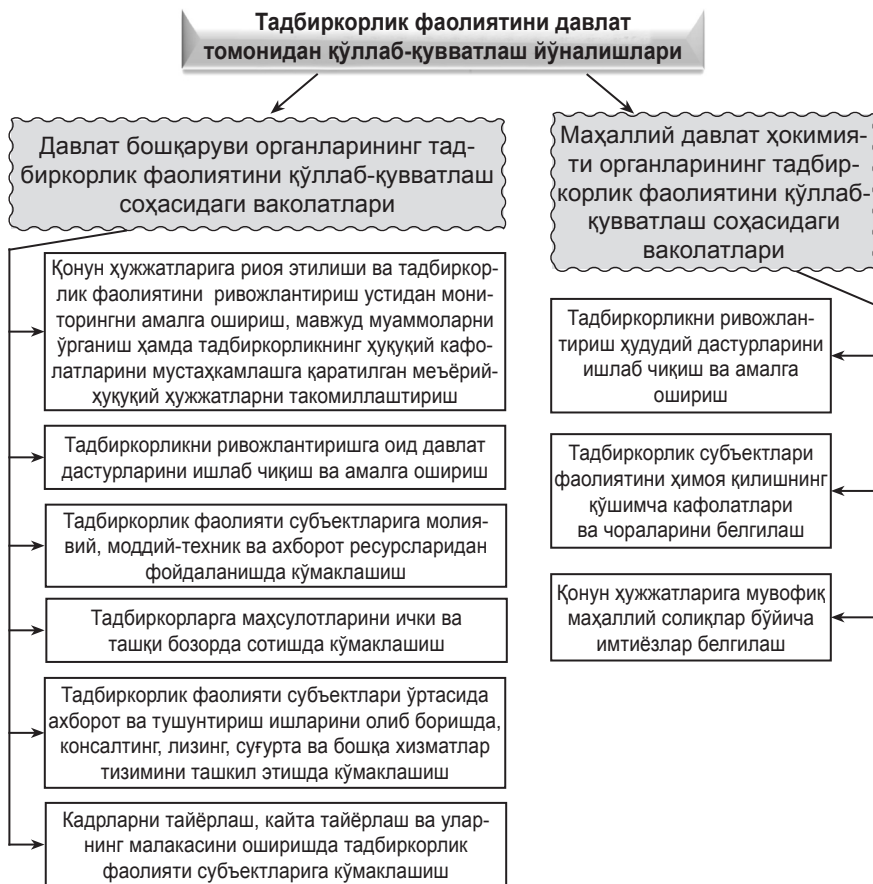 Тадбиркорлик фаолиятини давлат
томонидан қўллаб-қувватлаш йўналишлари
Давлат бошқаруви органларининг тад-
биркорлик фаолиятини қўллаб-қувватлаш
соҳасидаги ваколатлари
Қонун ҳужжатларига риоя этилиши ва тадбиркор-
лик фаолиятини ривожлантириш устидан мони-
торингни амалга ошириш, мавжуд муаммоларни
ўрганиш ҳамда тадбиркорликнинг ҳуқуқий кафо-
латларини мустаҳкамлашга қаратилган меъёрий-
ҳуқуқий ҳужжатларни такомиллаштириш
Тадбиркорликни ривожлантиришга оид давлат
дастурларини ишлаб чиқиш ва амалга ошириш
Тадбиркорлик фаолияти субъектларига молия-
вий, моддий-техник ва ахборот ресурсларидан
фойдаланишда кўмаклашиш
Тадбиркорларга маҳсулотларини ички ва
ташқи бозорда сотишда кўмаклашиш
Тадбиркорлик фаолияти субъектлари ўртасида
ахборот ва тушунтириш ишларини олиб боришда,
консалтинг, лизинг, суғурта ва бошқа хизматлар
тизимини ташкил этишда кўмаклашиш
Кадрларни тайёрлаш, кайта тайёрлаш ва улар-
нинг малакасини оширишда тадбиркорлик
фаолияти субъектларига кўмаклашиш
Маҳаллий давлат ҳокимия-
ти органларининг тадбир-
корлик фаолиятини қўллаб-
қувватлаш соҳасидаги
ваколатлари
Тадбиркорликни ривожлан-
тириш ҳудудий дастурларини
ишлаб чиқиш ва амалга
ошириш
Тадбиркорлик субъектлари
фаолиятини ҳимоя қилишнинг
қўшимча кафолатлари
ва чораларини белгилаш
Қонун ҳужжатларига мувофиқ
маҳаллий солиқлар бўйича
имтиёзлар белгилаш